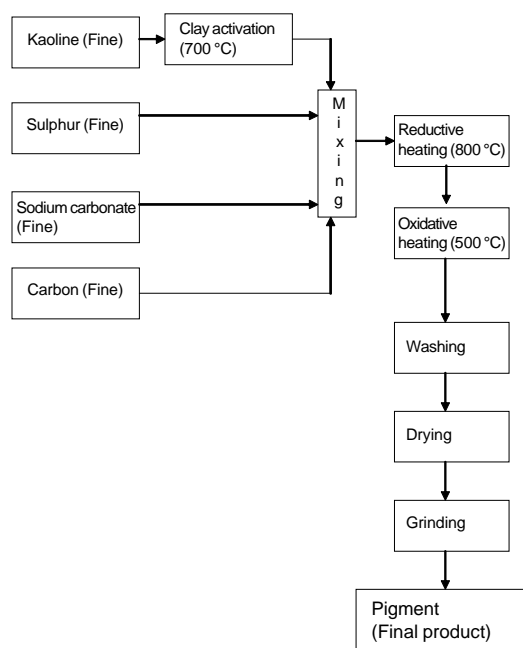 Kaoline (Fine)
Clay activation
(700 °C)
Sulphur (Fine)
Sodium carbonate
(Fine)
Carbon (Fine)
Mixing
Reductive
heating (800 °C)
Oxidative
heating (500 °C)
Washing
Drying
Grinding
Pigment
(Final product)